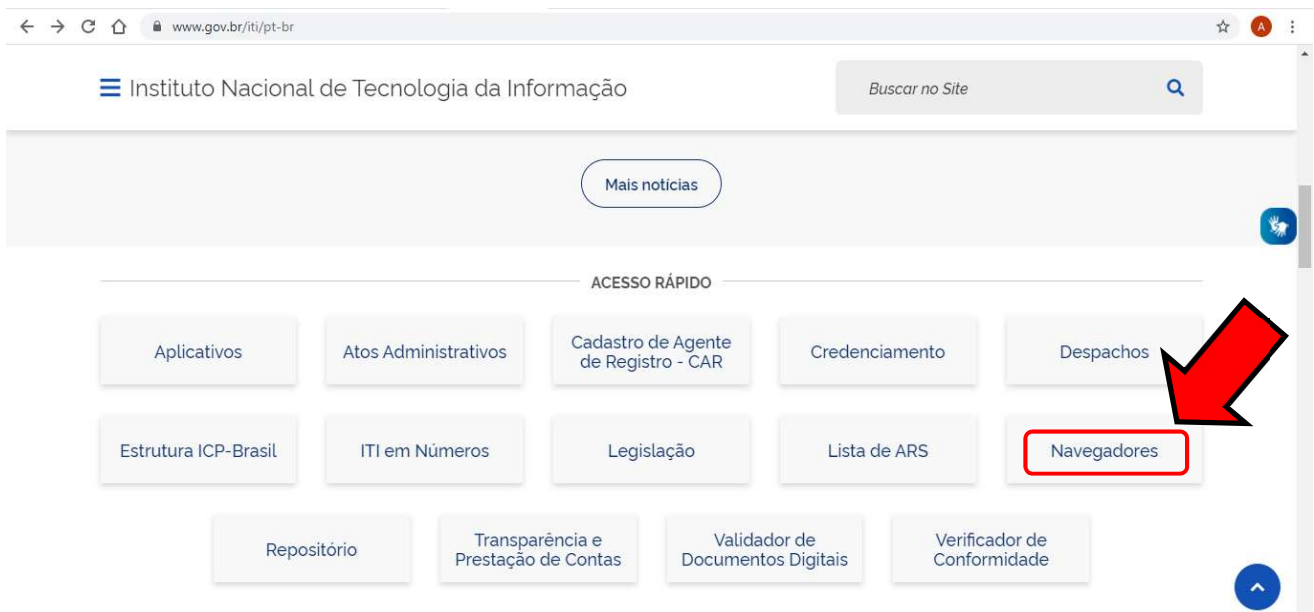 www.gov.br/iti/pt-br
A
Instituto Nacional de Tecnologia da Informação
Buscar no Site
Mais notícias
ACESSO RÁPIDO
Aplicativos
Atos Administrativos
Cadastro de Agente
de Registro - CAR
Credenciamento
Despachos
Estrutura ICP-Brasil
ITI em Números
Legislação
Lista de ARS
Navegadores
Repositório
Transparência e
Prestação de Contas
Validador de
Documentos Digitais
Verificador de
Conformidade